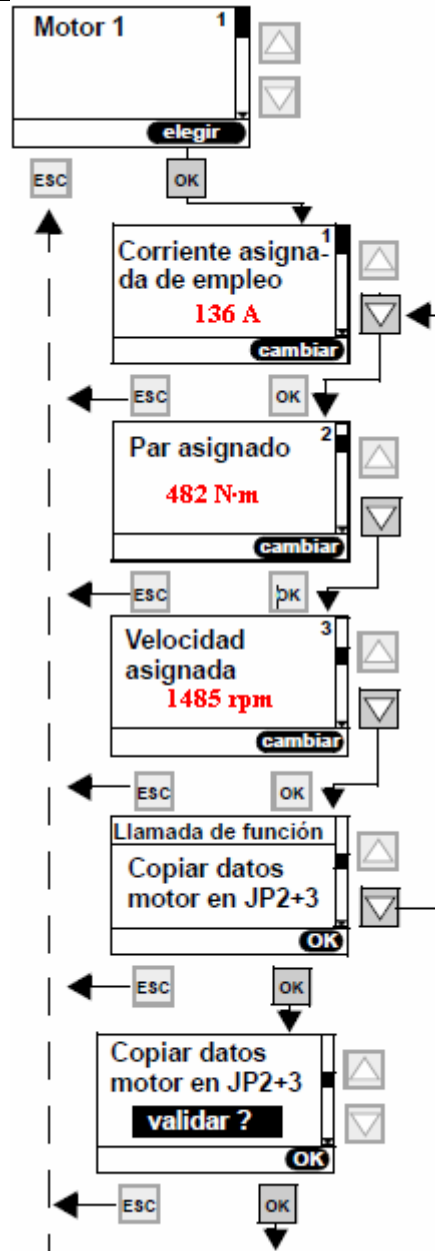 Motor 1
1
elegir
ESC
OK
1
Corriente asigna-
da de empleo
136 A
cambiar
ESC
OK
2
Par asignado
482 N·m
cambiar
ESC
OK
3
Velocidad
asignada
1485 rpm
cambiar
ESC
OK
Llamada de función
Copiar datos
motor en JP2+3
OK
ESC
OK
Copiar datos
motor en JP2+3
validar ?
OK
ESC
OK